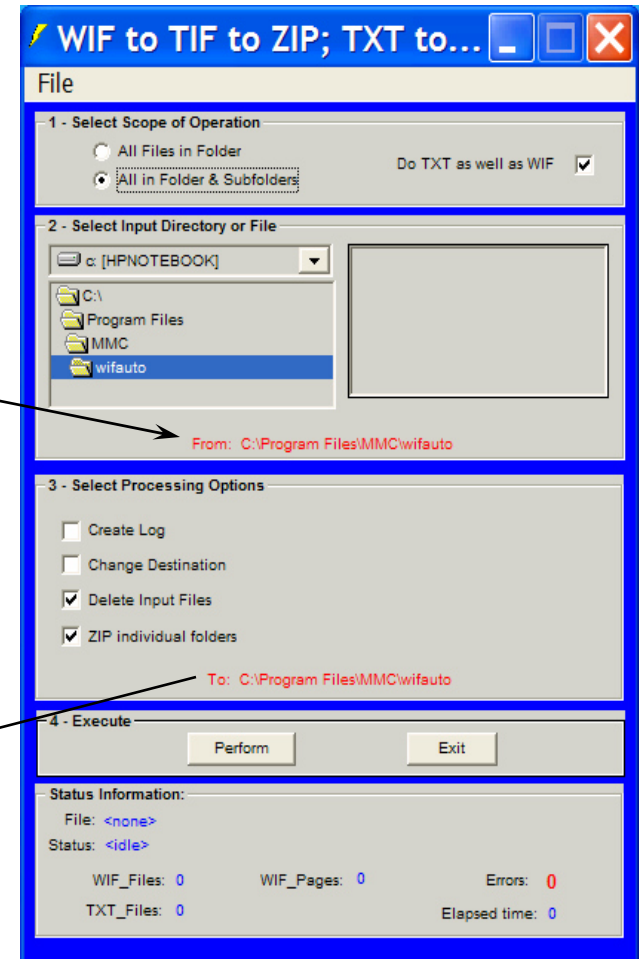 WIF to TIF to ZIP; TXT to...
File
1 - Select Scope of Operation
All Files in Folder
All in Folder & Subfolders
Do TXT as well as WIF
2 - Select Input Directory or File
c: [HPNOTEBOOK]
C:\
Program Files
MMC
wifauto
From: C:\Program Files\MMC\wifauto
3 - Select Processing Options
Create Log
Change Destination
Delete Input Files
ZIP individual folders
To: C:\Program Files\MMC\wifauto
4 - Execute
Perform Exit
Status Information:
File: <none>
Status: <idle>
WIF_Files: 0 WIF_Pages: 0 Errors: 0
TXT_Files: 0 Elapsed time: 0